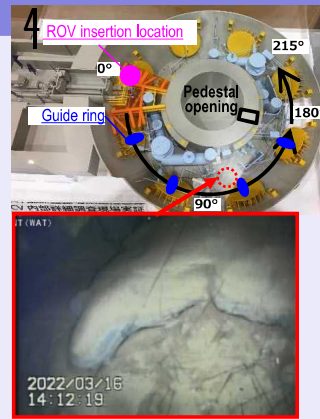 4
ROV insertion location
0°
215°
Pedestal
opening
Guide ring
180
90°
NT(WAT)
2022/03/16
14:12:19